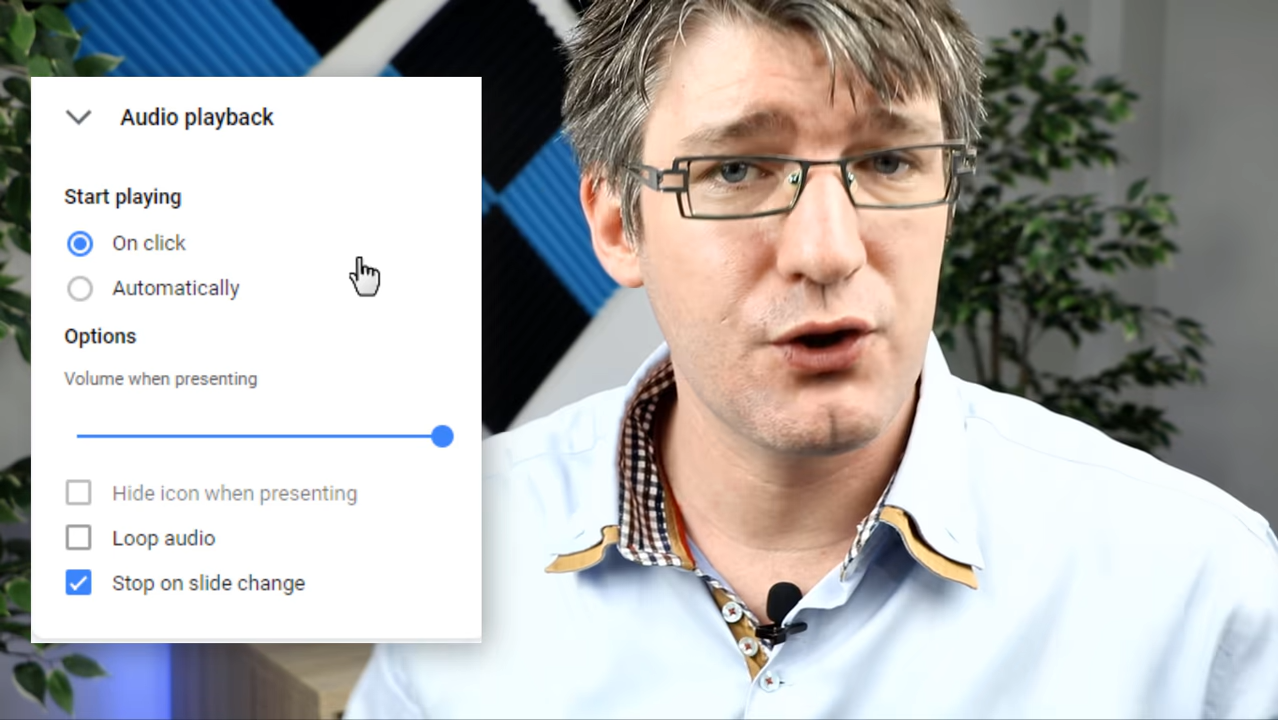 Audio playback
Start playing
On click
Automatically
Options
Volume when presenting
Hide icon when presenting
Loop audio
Stop on slide change